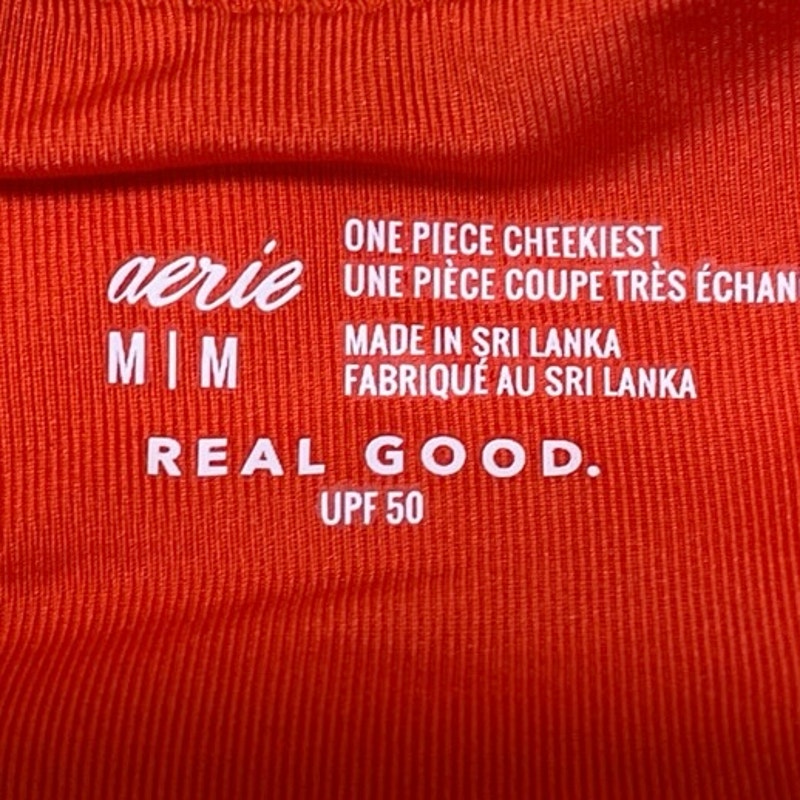 aerie
M | M
ONE PIECE CHEEKIEST
UNE PIÈCE COUPE TRÈS ÉCHAN
MADE IN SRI LANKA
FABRIQUÉ AU SRI LANKA
REAL GOOD.
UPF 50